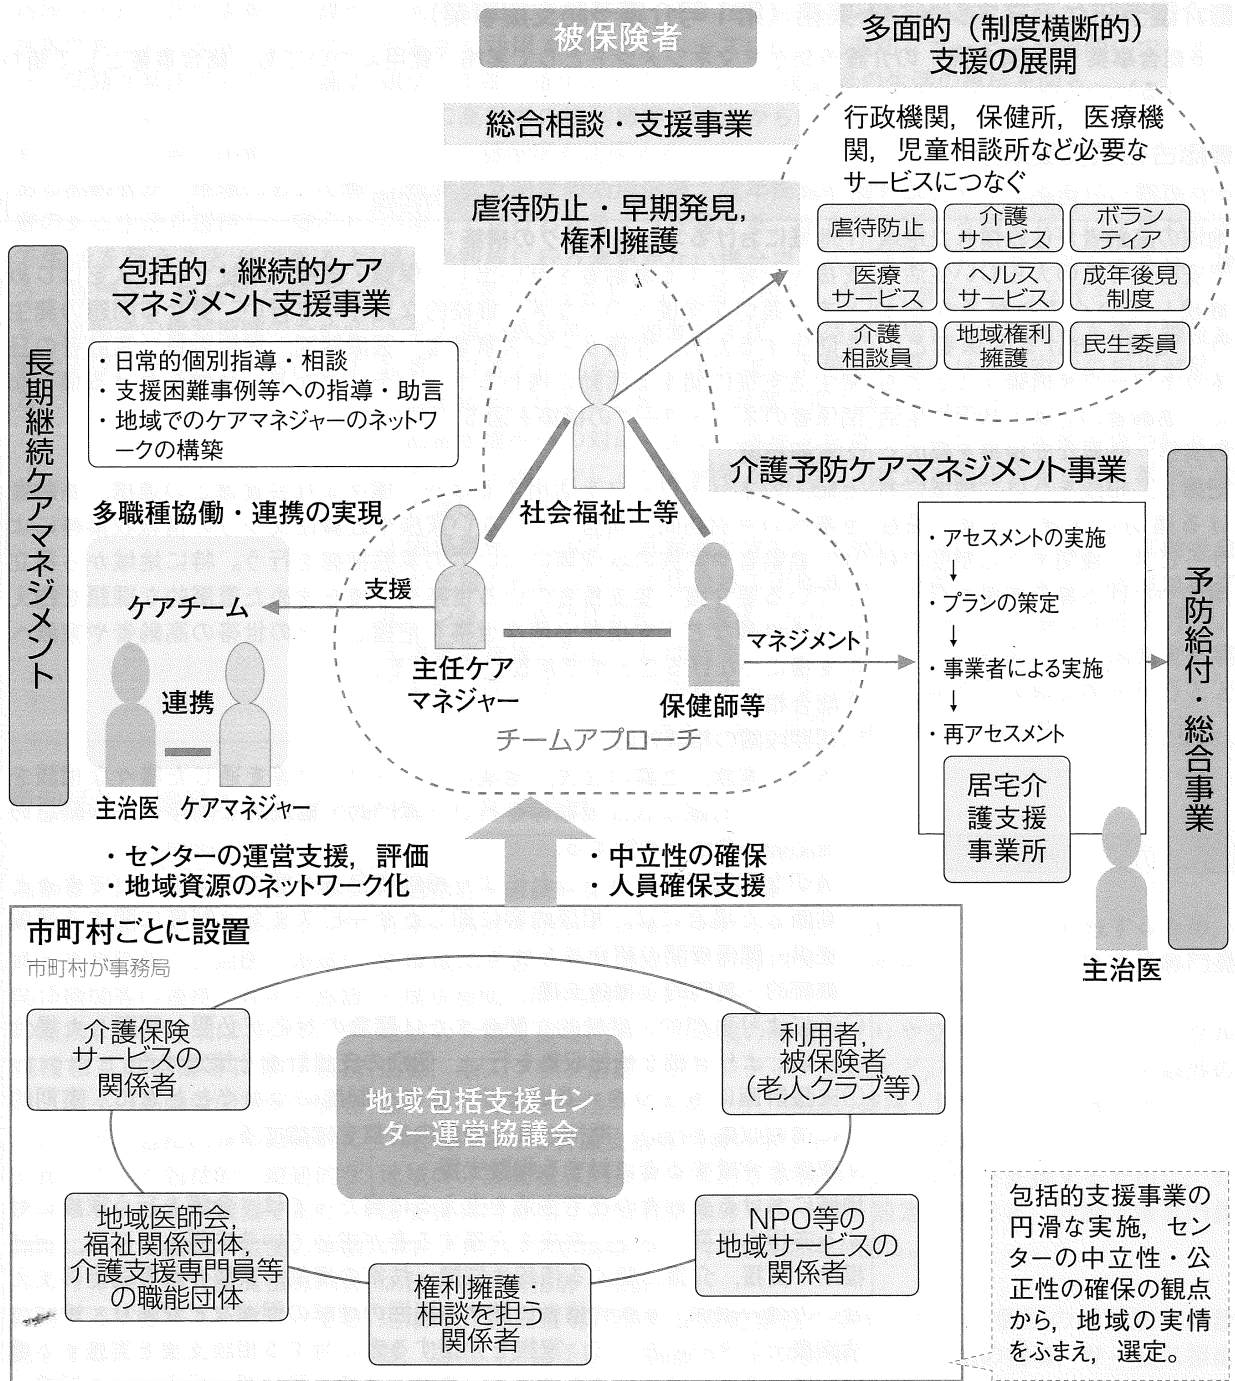 被保険者
多面的（制度横断的）
支援の展開
総合相談・支援事業
行政機関，保健所，医療機
関，児童相談所など必要な
サービスにつなぐ
虐待防止
介護
サービス
ボラン
ティア
医療
サービス
ヘルス
サービス
成年後見
制度
介護
相談員
地域権利
擁護
民生委員
虐待防止・早期発見，
権利擁護
包括的・継続的ケア
マネジメント支援事業
・日常的個別指導・相談
・支援困難事例等への指導・助言
・地域でのケアマネジャーのネットワ
ークの構築
長期継続ケアマネジメント
多職種協働・連携の実現
ケアチーム
支援
連携
主治医
ケアマネジャー
社会福祉士等
主任ケア
マネジャー
保健師等
チームアプローチ
マネジメント
介護予防ケアマネジメント事業
・アセスメントの実施
↓
・プランの策定
↓
・事業者による実施
↓
・再アセスメント
居宅介
護支援
事業所
主治医
予防給付・総合事業
・センターの運営支援，評価
・地域資源のネットワーク化
・中立性の確保
・人員確保支援
市町村ごとに設置
市町村が事務局
介護保険
サービスの
関係者
利用者，
被保険者
（老人クラブ等）
地域包括支援セン
ター運営協議会
地域医師会，
福祉関係団体，
介護支援専門員等
の職能団体
権利擁護・
相談を担う
関係者
NPO等の
地域サービスの
関係者
包括的支援事業の
円滑な実施，セン
ターの中立性・公
正性の確保の観点
から，地域の実情
をふまえ，選定。